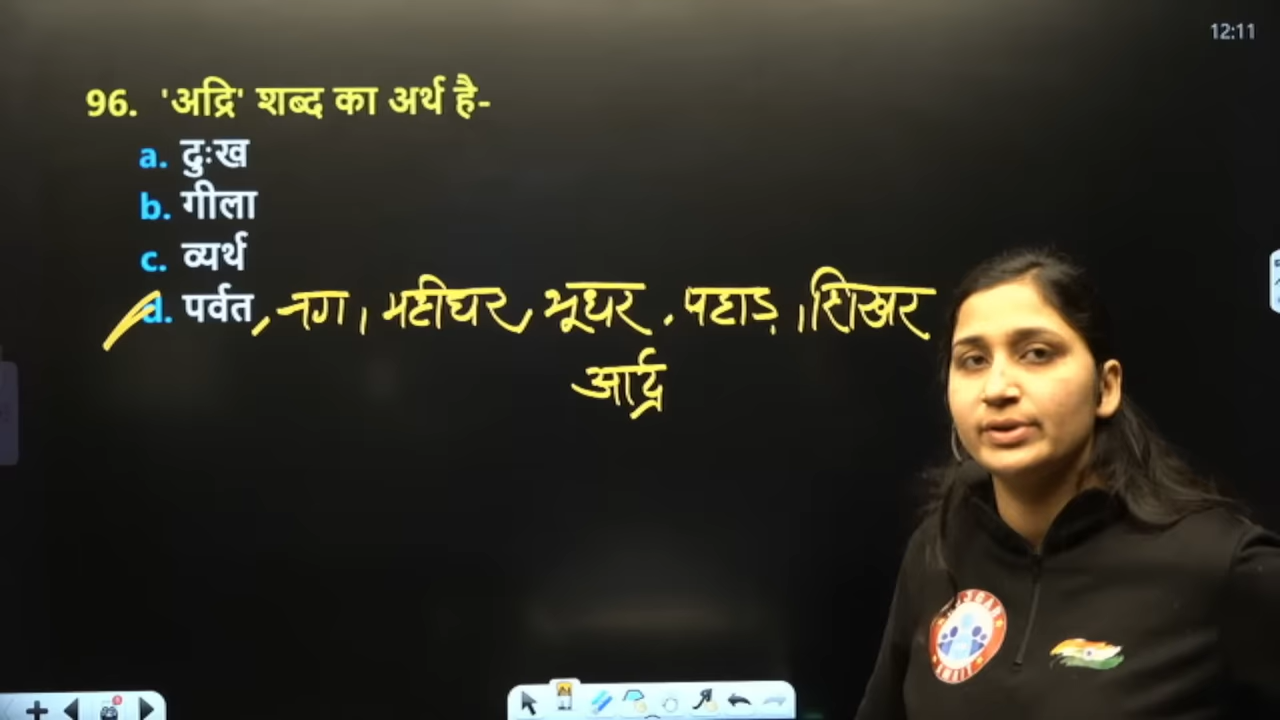 12:11
96. 'अद्रि' शब्द का अर्थ है-
a. दुःख
b. गीला
c. व्यर्थ
d. पर्वत, नग, महीधर, भूधर, पहाड़, शिखर
आर्द्र